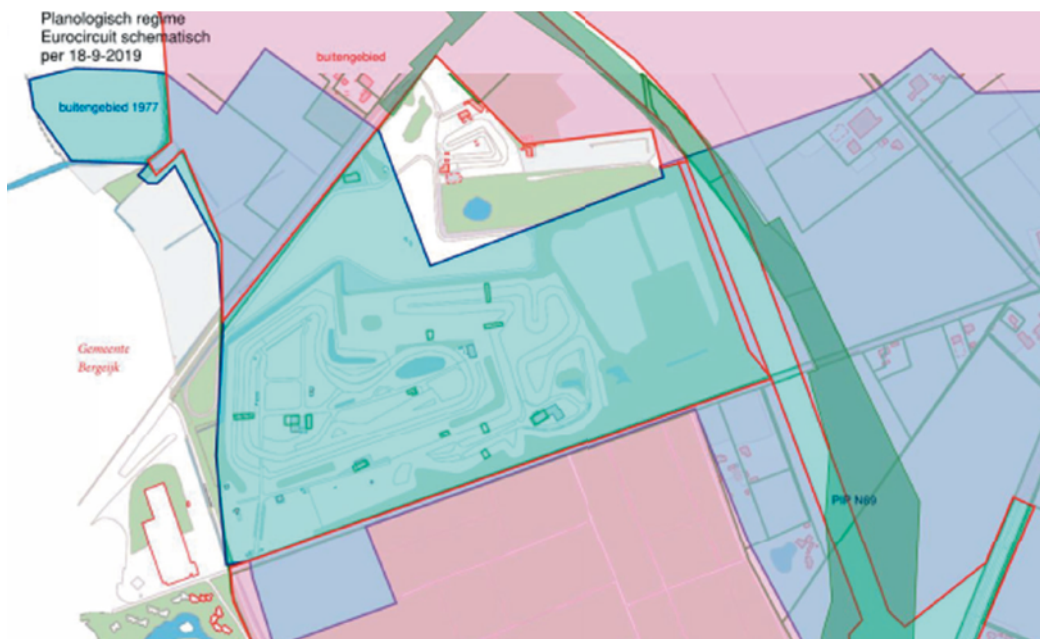 Planologisch regime
Eurocircuit schematisch
per 18-9-2019
buitengebied
buitengebied 1977
Gemeente
Bergeijk
PIP N69